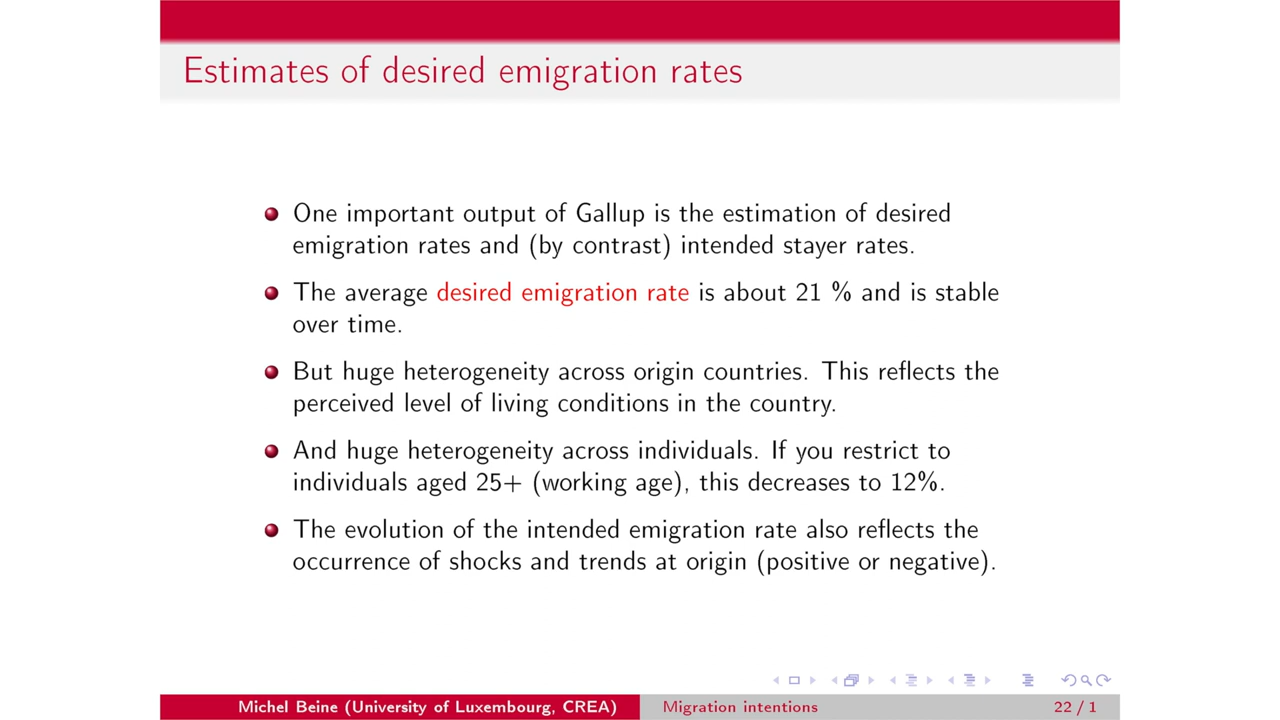 Estimates of desired emigration rates
One important output of Gallup is the estimation of desired
emigration rates and (by contrast) intended stayer rates.
The average desired emigration rate is about 21 % and is stable
over time.
But huge heterogeneity across origin countries. This reflects the
perceived level of living conditions in the country.
And huge heterogeneity across individuals. If you restrict to
individuals aged 25+ (working age), this decreases to 12%.
The evolution of the intended emigration rate also reflects the
occurrence of shocks and trends at origin (positive or negative).
Michel Beine (University of Luxembourg, CREA)
Migration intentions
22 / 1